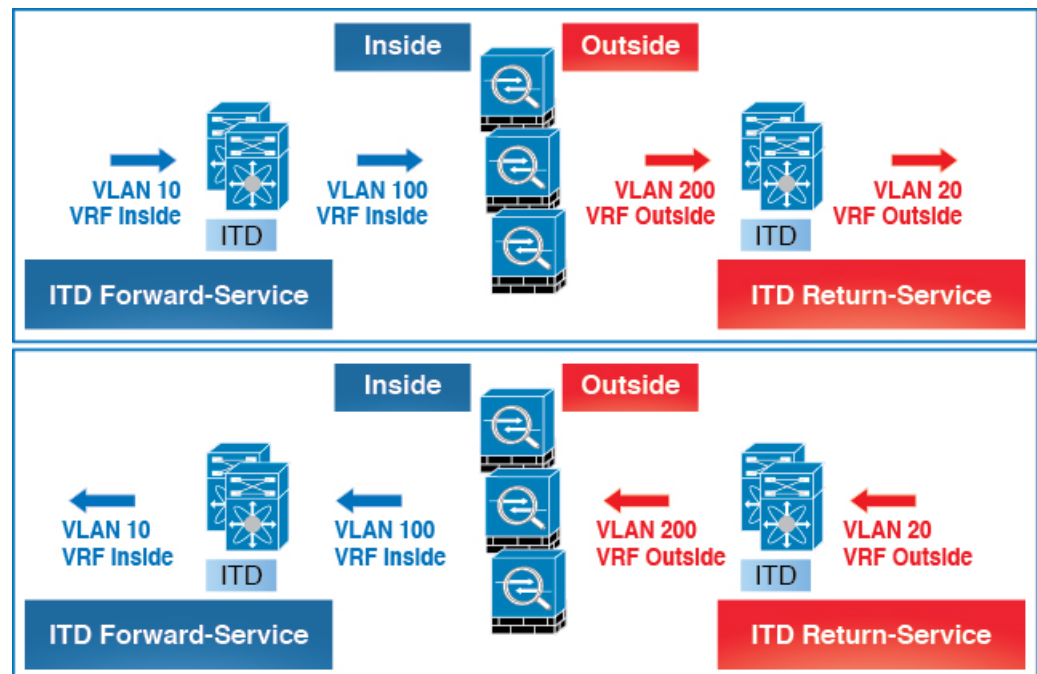 Inside
Outside
VLAN 10
VRF Inside
ITD
VLAN 100
VRF Inside
VLAN 200
VRF Outside
ITD
VLAN 20
VRF Outside
ITD Forward-Service
ITD Return-Service
Inside
Outside
VLAN 10
VRF Inside
ITD
VLAN 100
VRF Inside
VLAN 200
VRF Outside
ITD
VLAN 20
VRF Outside
ITD Forward-Service
ITD Return-Service